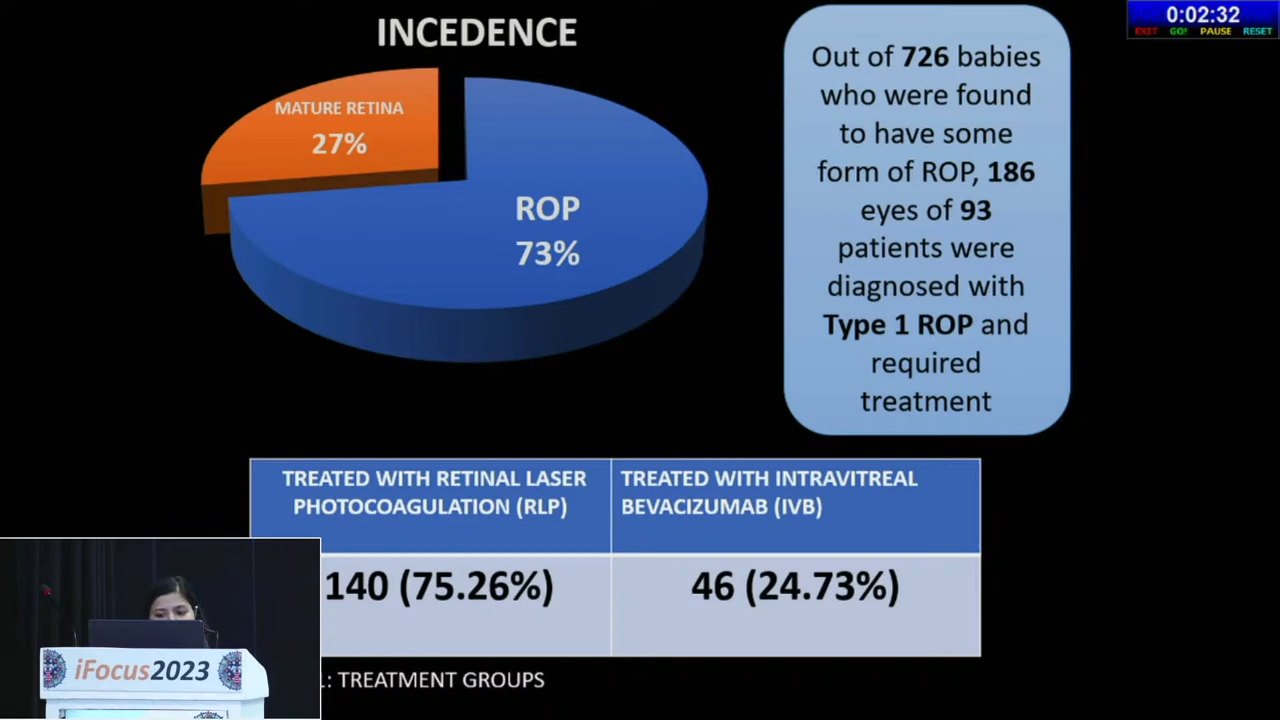 INCEDENCE
MATURE RETINA
27%
ROP
73%
0:02:32
EXIT GO! PAUSE RESET
Out of 726 babies
who were found
to have some
form of ROP, 186
eyes of 93
patients were
diagnosed with
Type 1 ROP and
required
treatment
TREATED WITH RETINAL LASER
PHOTOCOAGULATION (RLP)
TREATED WITH INTRAVITREAL
BEVACIZUMAB (IVB)
140 (75.26%)
46 (24.73%)
: TREATMENT GROUPS
iFocus2023